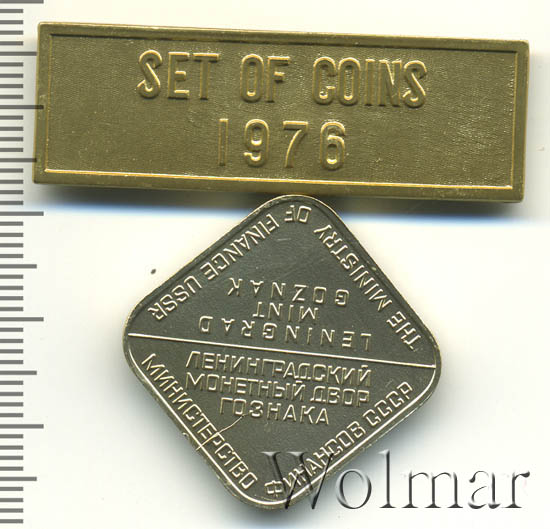 SET OF COINS
1976
THE MINISTRY OF FINANCE USSR
LENINGRAD
MINT
GOZNAK
ЛЕНИНГРАДСКИЙ
МОНЕТНЫЙ ДВОР
ГОЗНАКА
МИНИСТЕРСТВО ФИНАНСОВ СССР
Wolmar